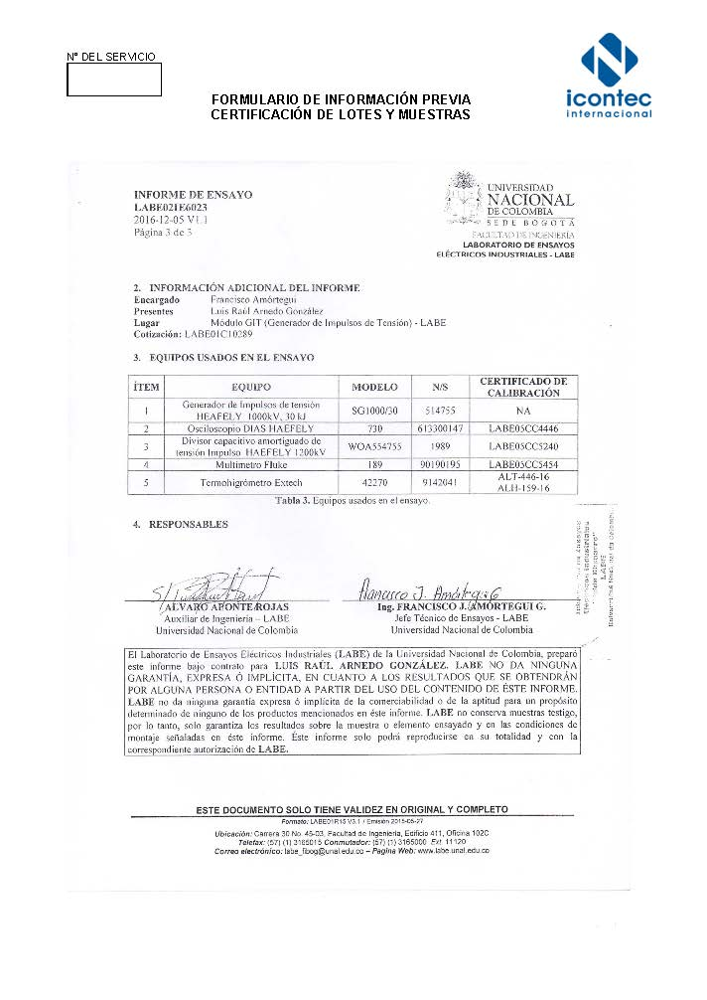 N° DEL SERVICIO
icontec
internacional
FORMULARIO DE INFORMACIÓN PREVIA
CERTIFICACIÓN DE LOTES Y MUESTRAS
INFORME DE ENSAYO
LABE021E6023
2016-12-05 V1.1
Página 3 de 3
UNIVERSIDAD
NACIONAL
DE COLOMBIA
SEDE BOGOTÁ
FACULTAD DE INGENIERÍA
LABORATORIO DE ENSAYOS
ELÉCTRICOS INDUSTRIALES - LABE
2. INFORMACIÓN ADICIONAL DEL INFORME
Encargado Francisco Amórtegui
Presentes Luis Raúl Arnedo González
Lugar Módulo GIT (Generador de Impulsos de Tensión) - LABE
Cotización: LABE01C10289
3. EQUIPOS USADOS EN EL ENSAYO
ÍTEM EQUIPO MODELO N/S CERTIFICADO DE CALIBRACIÓN
1 Generador de Impulsos de tensión HEAFELY 1000kV, 30 kJ SG1000/30 514755 NA
2 Osciloscopio DIAS HAEFELY 730 613300147 LABE05CC4446
3 Divisor capacitivo amortiguado de tensión Impulso HAEFELY 1200kV WOA554755 1989 LABE05CC5240
4 Multímetro Fluke 189 90190195 LABE05CC5454
5 Termohigrómetro Extech 42270 9142041 ALT-446-16 ALH-159-16
Tabla 3. Equipos usados en el ensayo.
4. RESPONSABLES
Francisco J. Amórtegui G
ALVARO APONTE ROJAS
Auxiliar de Ingeniería – LABE
Universidad Nacional de Colombia
Ing. FRANCISCO J. AMÓRTEGUI G.
Jefe Técnico de Ensayos - LABE
Universidad Nacional de Colombia
El Laboratorio de Ensayos Eléctricos Industriales (LABE) de la Universidad Nacional de Colombia, preparó
este informe bajo contrato para LUIS RAÚL ARNEDO GONZÁLEZ. LABE NO DA NINGUNA
GARANTÍA, EXPRESA Ó IMPLÍCITA, EN CUANTO A LOS RESULTADOS QUE SE OBTENDRÁN
POR ALGUNA PERSONA O ENTIDAD A PARTIR DEL USO DEL CONTENIDO DE ÉSTE INFORME.
LABE no da ninguna garantía expresa ó implícita de la comerciabilidad o de la aptitud para un propósito
determinado de ninguno de los productos mencionados en éste informe. LABE no conserva muestras testigo,
por lo tanto, solo garantiza los resultados sobre la muestra o elemento ensayado y en las condiciones de
montaje señaladas en éste informe. Éste informe solo podrá reproducirse en su totalidad y con la
correspondiente autorización de LABE.
ESTE DOCUMENTO SOLO TIENE VALIDEZ EN ORIGINAL Y COMPLETO
Formato: LABE01R15 V3.1 / Emisión 2015-05-27
Ubicación: Carrera 30 No. 45-03, Facultad de Ingeniería, Edificio 411, Oficina 102C
Telefax: (57) (1) 3165015 Conmutador: (57) (1) 3165000 Ext. 11120
Correo electrónico: labe_fibog@unal.edu.co – Pagina Web: www.labe.unal.edu.co